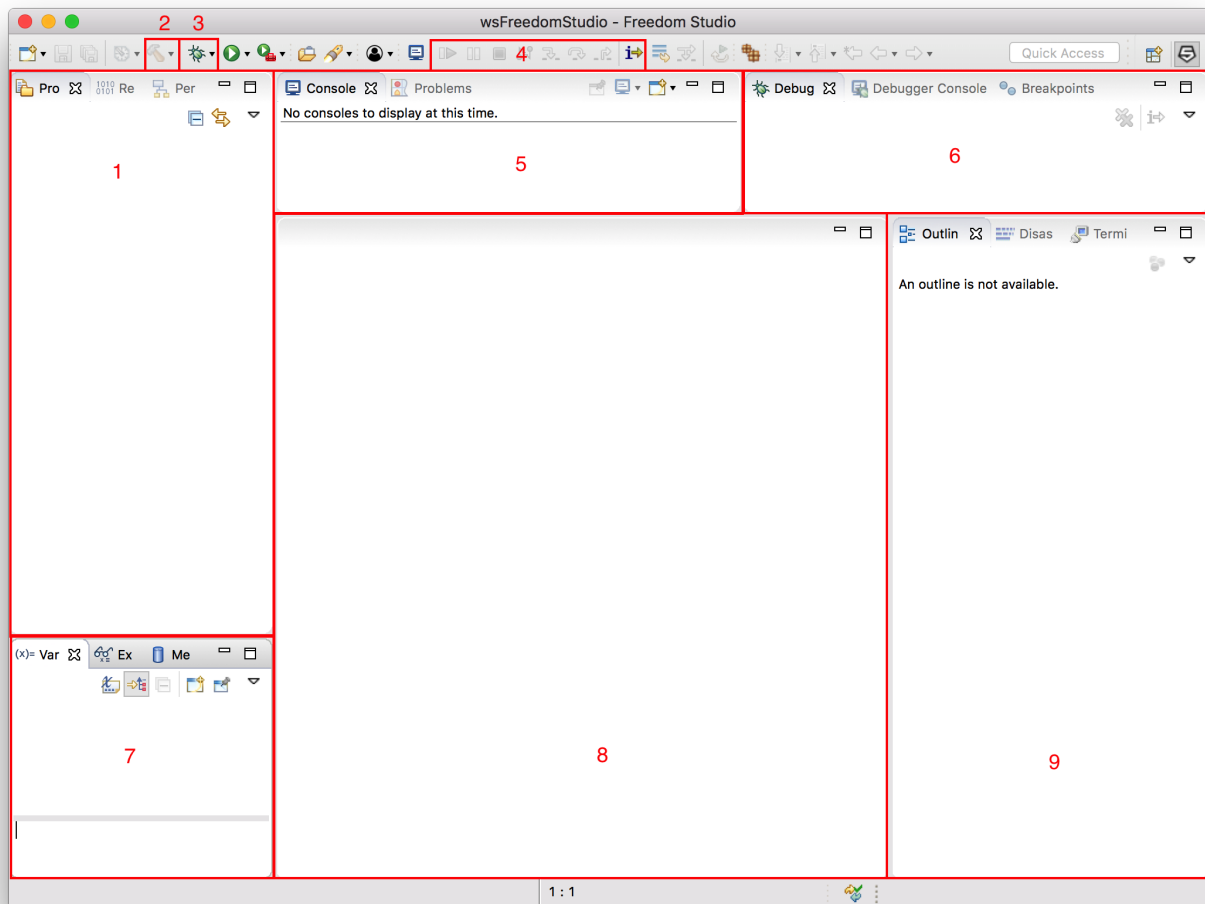 wsFreedomStudio - Freedom Studio
2 3
4
Quick Access
Pro 1010 0101 Re Per
Console Problems
Debug Debugger Console Breakpoints
No consoles to display at this time.
1
5
6
Outlin Disas Termi
An outline is not available.
(x)= Var Ex Me
7
8
9
1 : 1